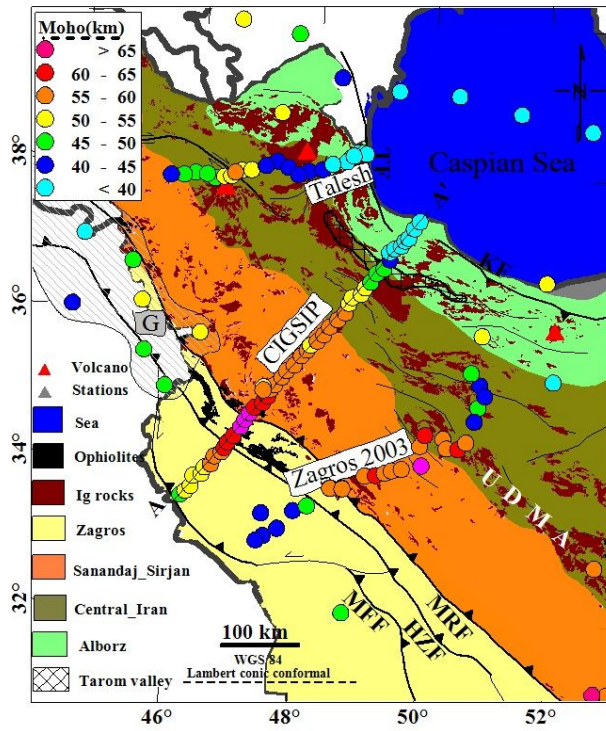 Moho(km)
> 65
60 - 65
55 - 60
50 - 55
45 - 50
40 - 45
< 40
N
38°
36°
34°
32°
Talesh
Caspian Sea
A'
G
CIGSIP
Zagros 2003
A
UDMA
MRF
HZF
MFF
Volcano
Stations
Sea
Ophiolite
Ig rocks
Zagros
Sanandaj_Sirjan
Central_Iran
Alborz
Tarom valley
100 km
WGS/84
Lambert conic conformal
46°
48°
50°
52°